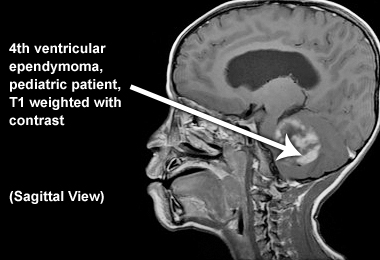 4th ventricular
ependymoma,
pediatric patient,
T1 weighted with
contrast
(Sagittal View)